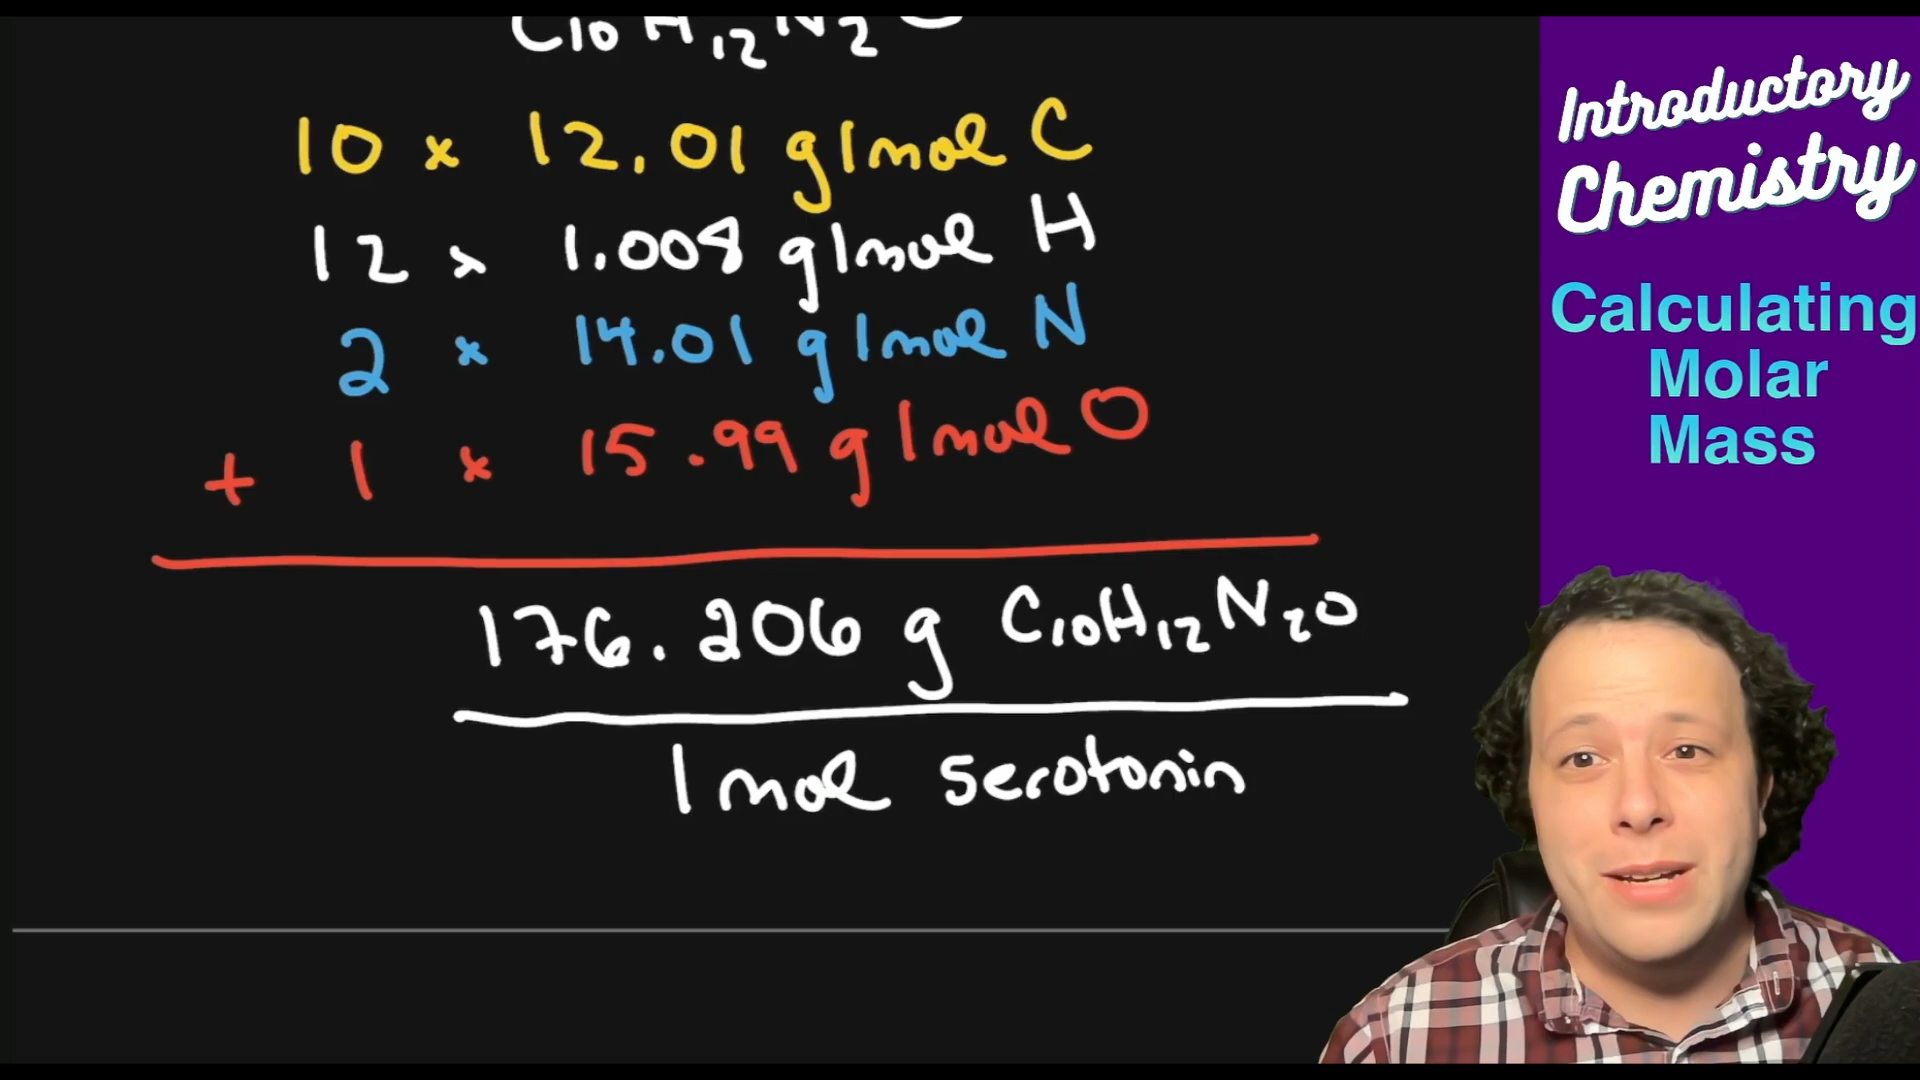 C₁₀H₁₂N₂O
10 × 12.01 g/mol C
12 × 1.008 g/mol H
2 × 14.01 g/mol N
+ 1 × 15.99 g/mol O
176.206 g C₁₀H₁₂N₂O
1 mol serotonin
Introductory
Chemistry
Calculating
Molar
Mass